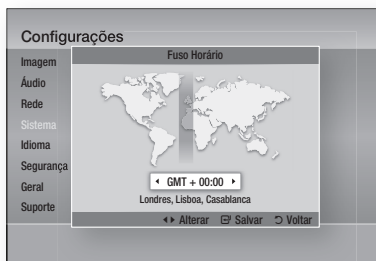 Configurações
Fuso Horário
Imagem
Áudio
Rede
Sistema
Idioma
Segurança
Geral
Suporte
GMT + 00:00
Londres, Lisboa, Casablanca
Alterar Salvar Voltar